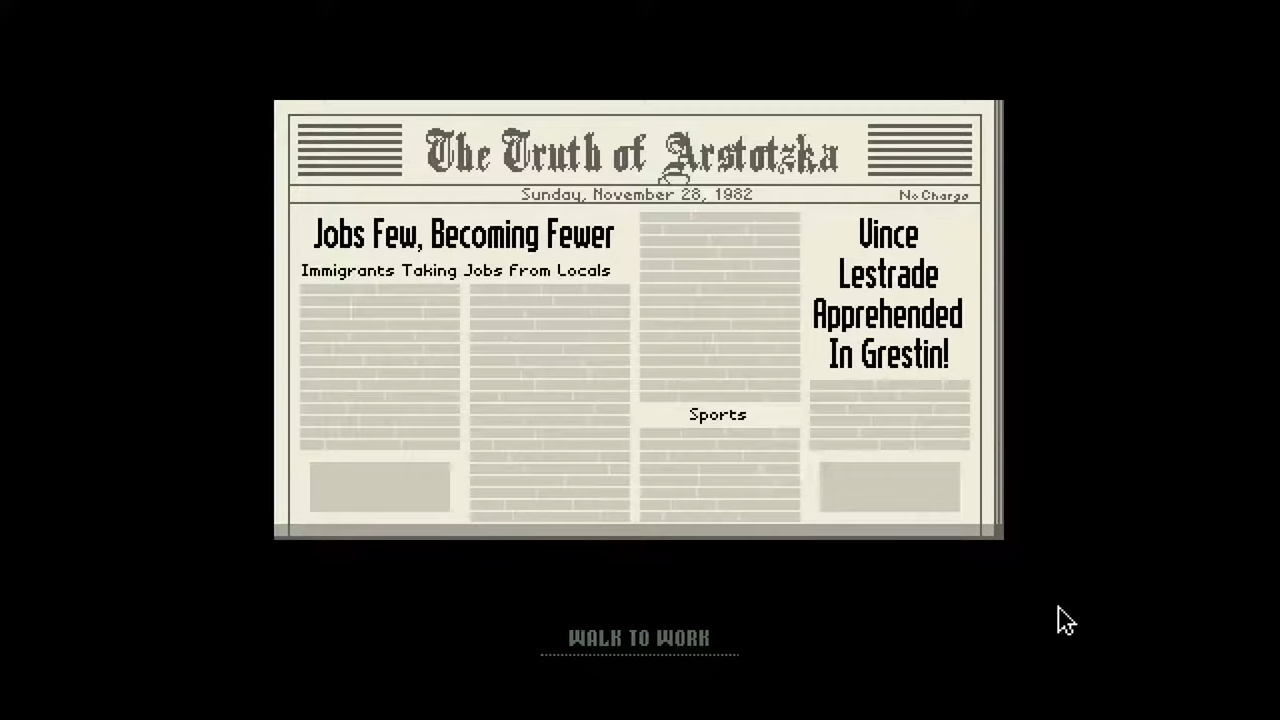 The Truth of Arstotzka
Sunday, November 28, 1982
No Charge
Jobs Few, Becoming Fewer
Immigrants Taking Jobs From Locals
Sports
Vince
Lestrade
Apprehended
In Grestin!
WALK TO WORK